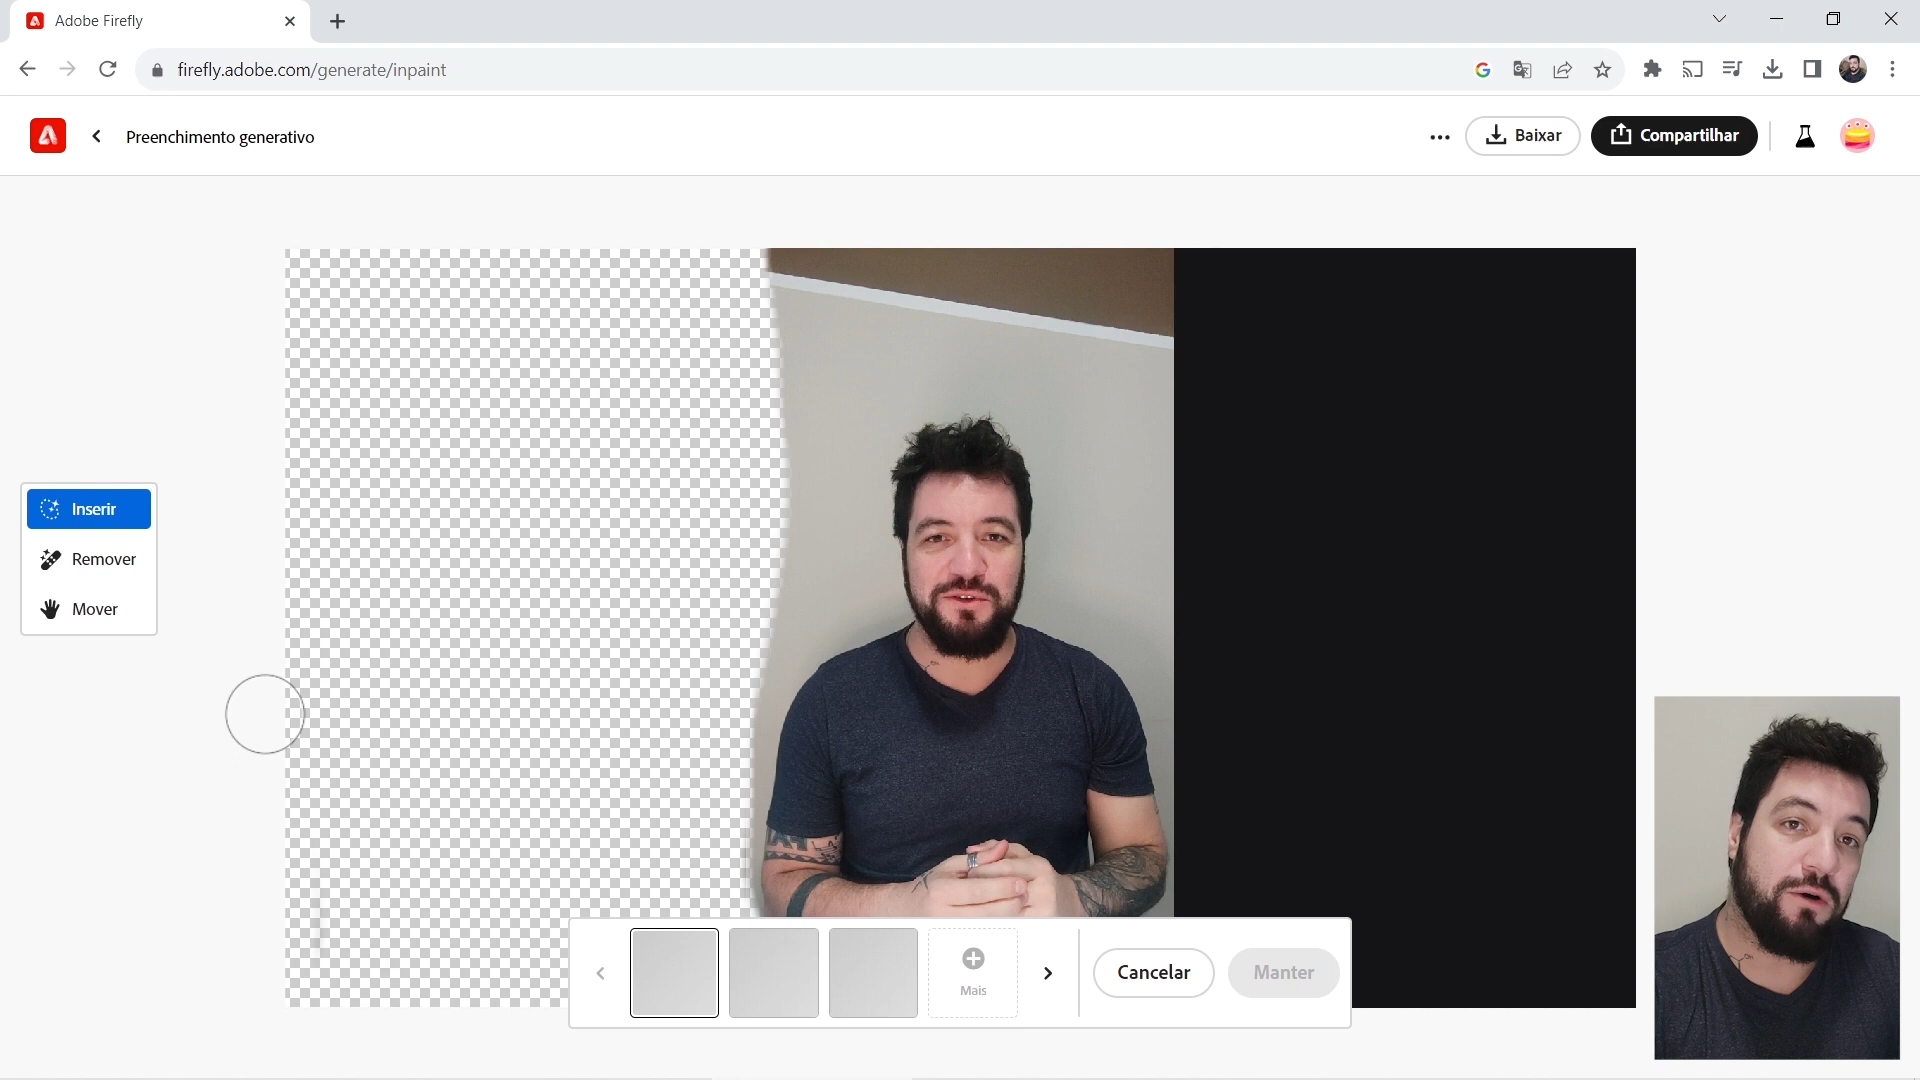 Adobe Firefly
firefly.adobe.com/generate/inpaint
Preenchimento generativo
Baixar
Compartilhar
Inserir
Remover
Mover
Mais
Cancelar
Manter